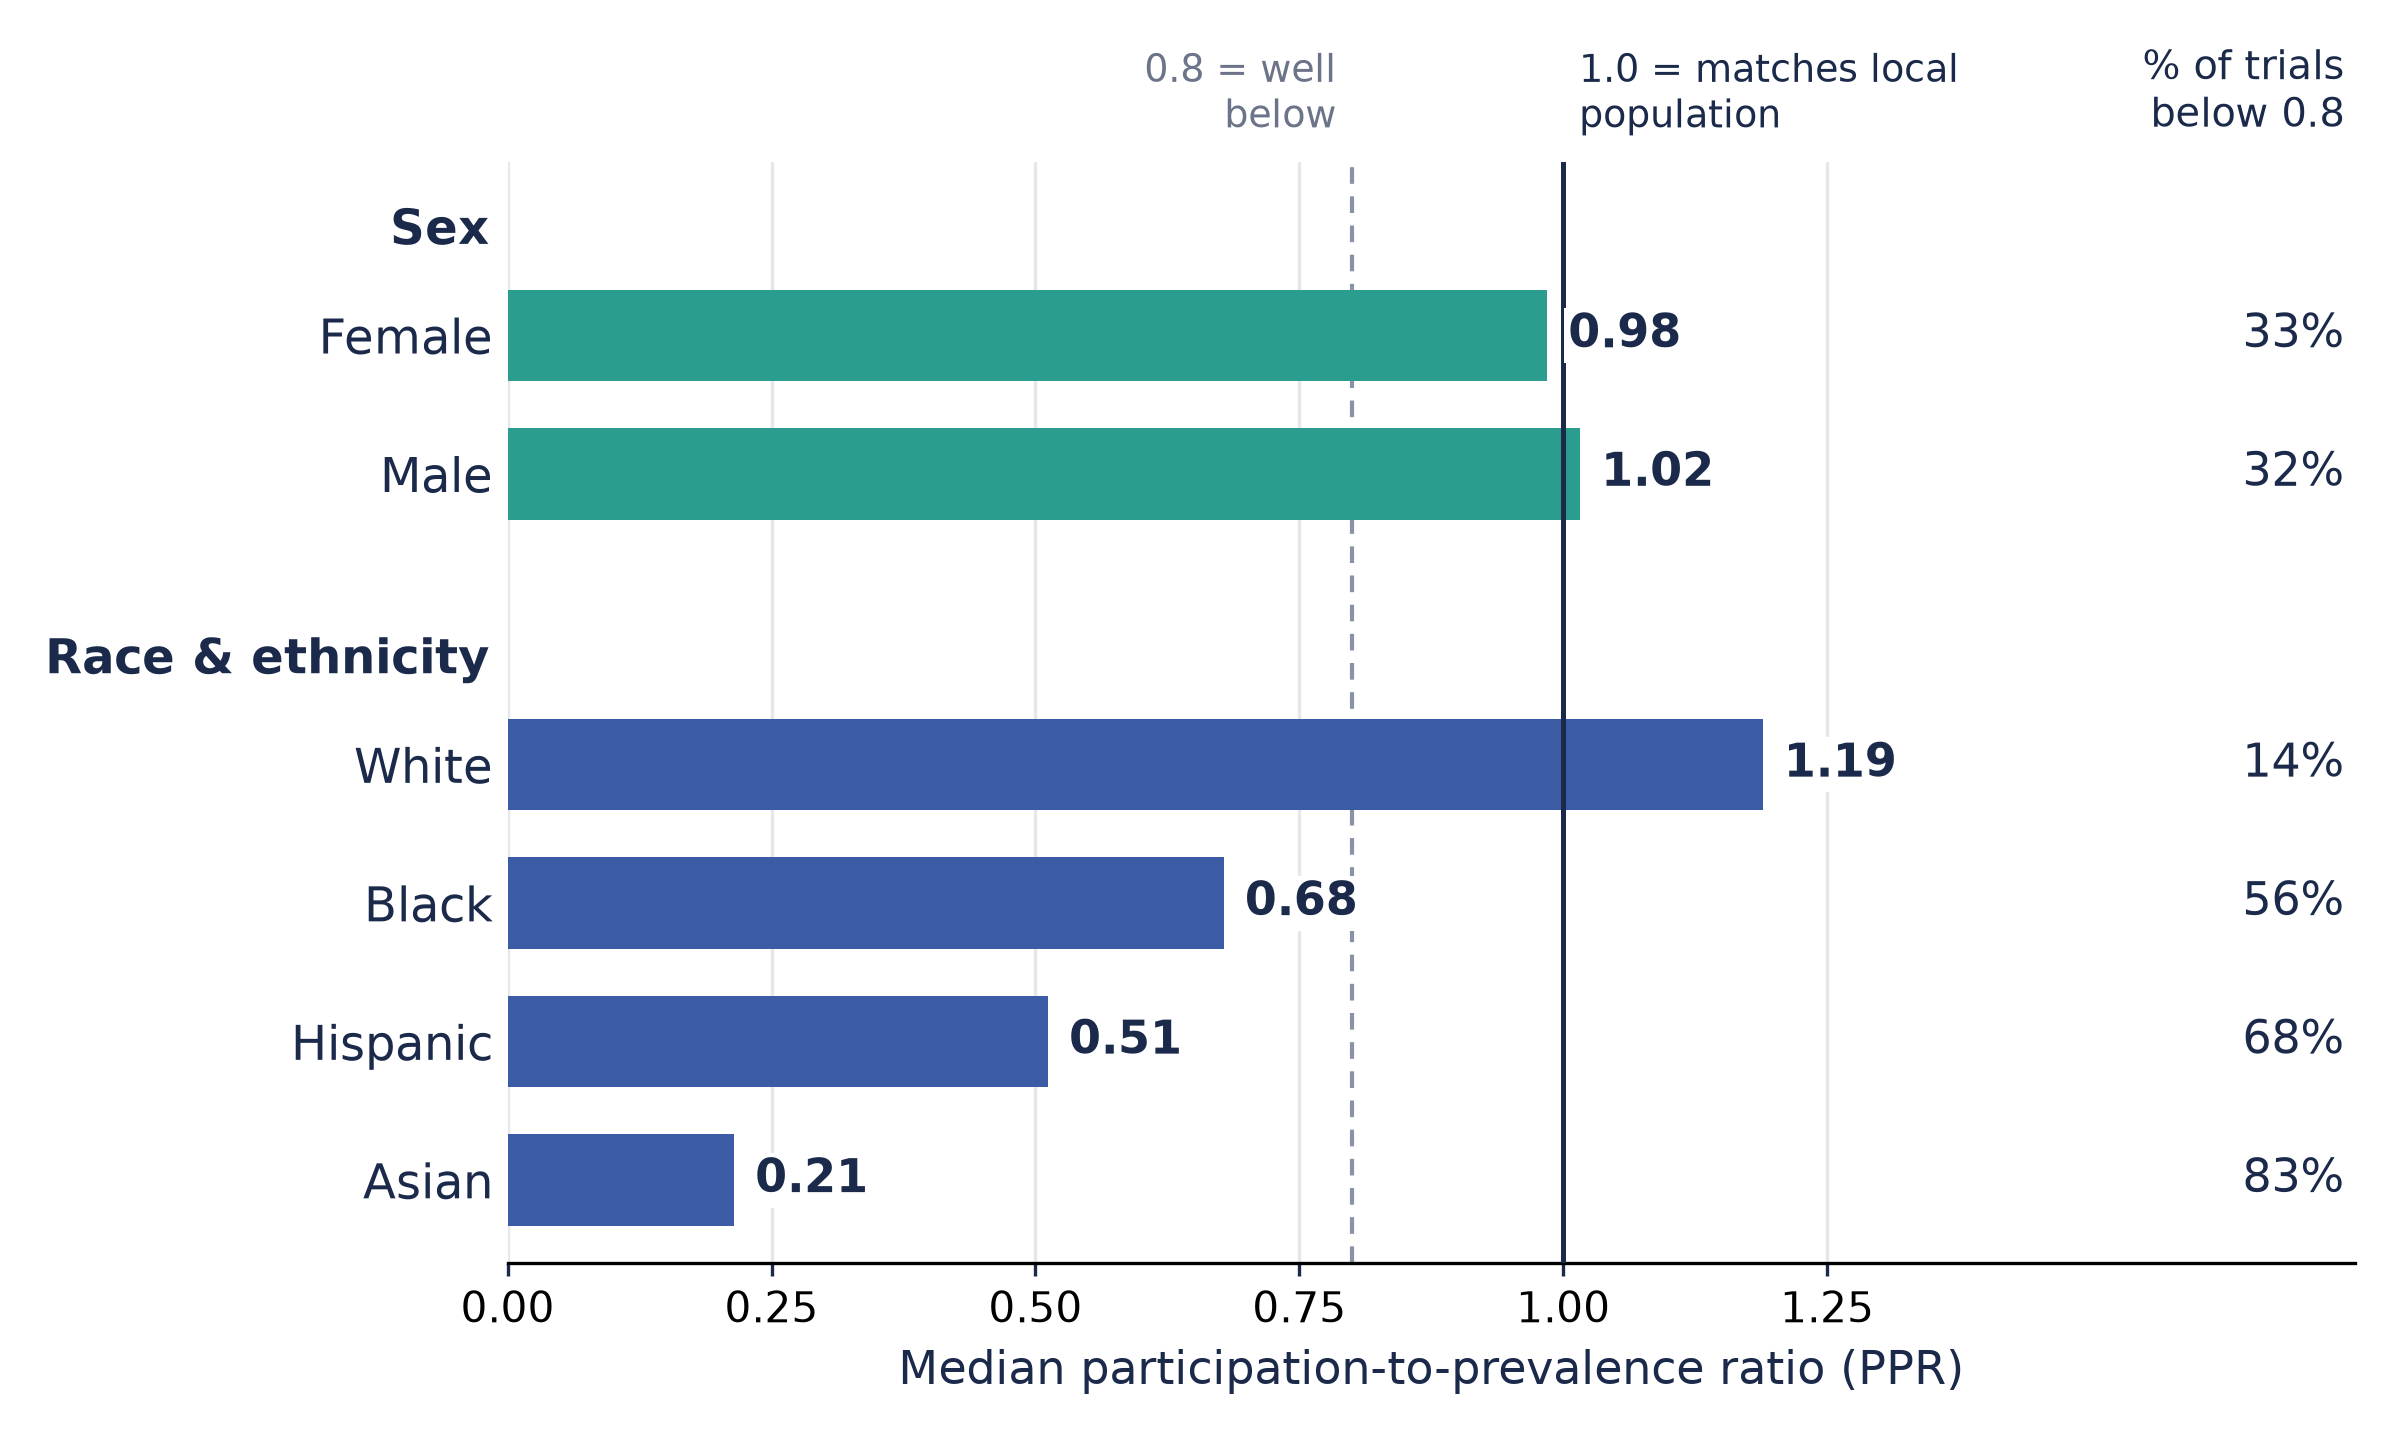 0.8 = well
below
1.0 = matches local
population
% of trials
below 0.8
Sex
Female 0.98 33%
Male 1.02 32%
Race & ethnicity
White 1.19 14%
Black 0.68 56%
Hispanic 0.51 68%
Asian 0.21 83%
0.00 0.25 0.50 0.75 1.00 1.25
Median participation-to-prevalence ratio (PPR)